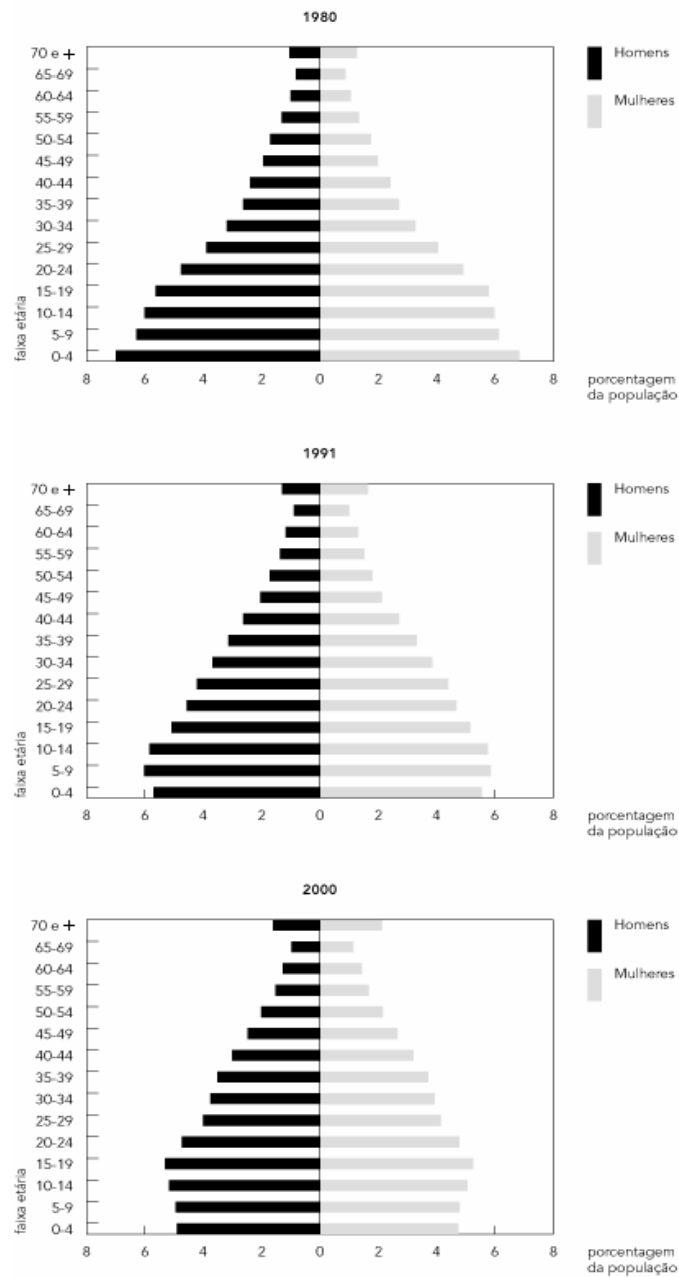 1980
70 e +
65-69
60-64
55-59
50-54
45-49
40-44
35-39
30-34
25-29
20-24
15-19
10-14
5-9
0-4
faixa etária
8 6 4 2 0 2 4 6 8
porcentagem
da população
Homens
Mulheres
1991
70 e +
65-69
60-64
55-59
50-54
45-49
40-44
35-39
30-34
25-29
20-24
15-19
10-14
5-9
0-4
faixa etária
8 6 4 2 0 2 4 6 8
porcentagem
da população
Homens
Mulheres
2000
70 e +
65-69
60-64
55-59
50-54
45-49
40-44
35-39
30-34
25-29
20-24
15-19
10-14
5-9
0-4
faixa etária
8 6 4 2 0 2 4 6 8
porcentagem
da população
Homens
Mulheres